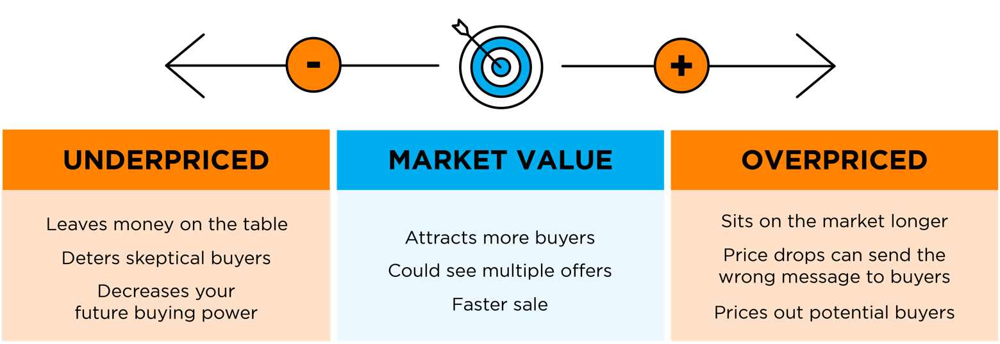 -
+
UNDERPRICED
Leaves money on the table
Deters skeptical buyers
Decreases your
future buying power
MARKET VALUE
Attracts more buyers
Could see multiple offers
Faster sale
OVERPRICED
Sits on the market longer
Price drops can send the
wrong message to buyers
Prices out potential buyers